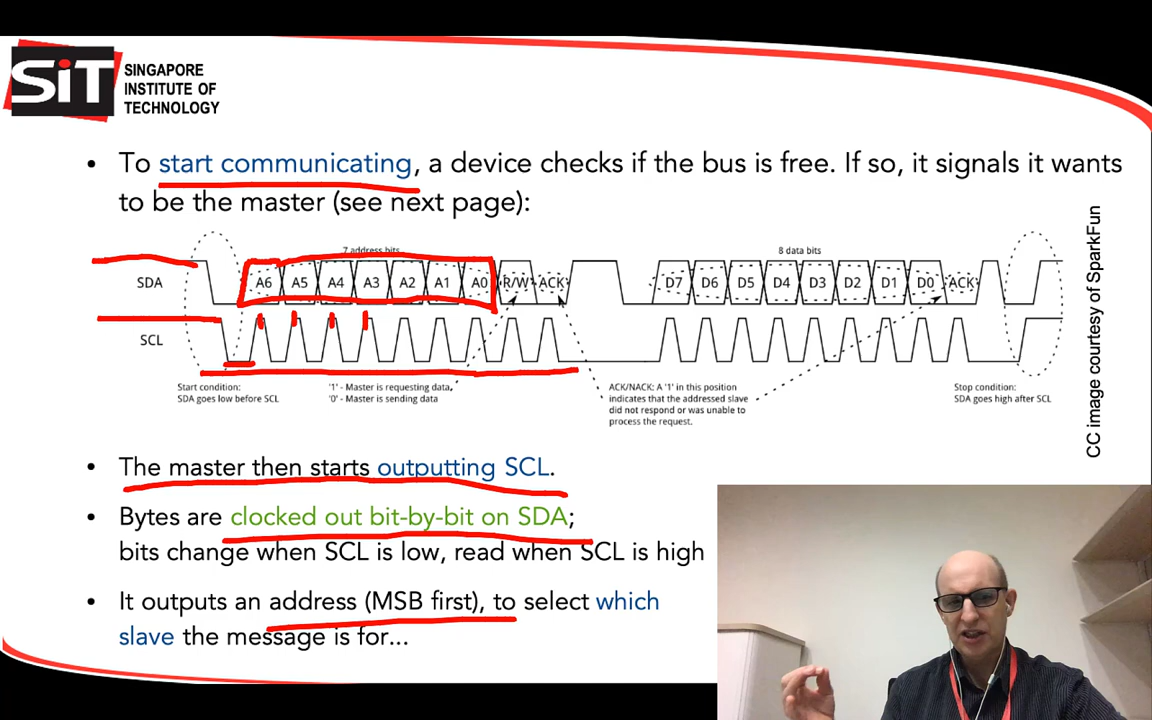 SiT
SINGAPORE
INSTITUTE OF
TECHNOLOGY
• To start communicating, a device checks if the bus is free. If so, it signals it wants
to be the master (see next page):
7 address bits
8 data bits
SDA
A6 A5 A4 A3 A2 A1 A0 R/W ACK D7 D6 D5 D4 D3 D2 D1 D0 ACK
SCL
Start condition:
SDA goes low before SCL
'1' - Master is requesting data
'0' - Master is sending data
ACK/NACK: A '1' in this position
indicates that the addressed slave
did not respond or was unable to
process the request.
Stop condition:
SDA goes high after SCL
CC image courtesy of SparkFun
• The master then starts outputting SCL.
• Bytes are clocked out bit-by-bit on SDA;
bits change when SCL is low, read when SCL is high
• It outputs an address (MSB first), to select which
slave the message is for...